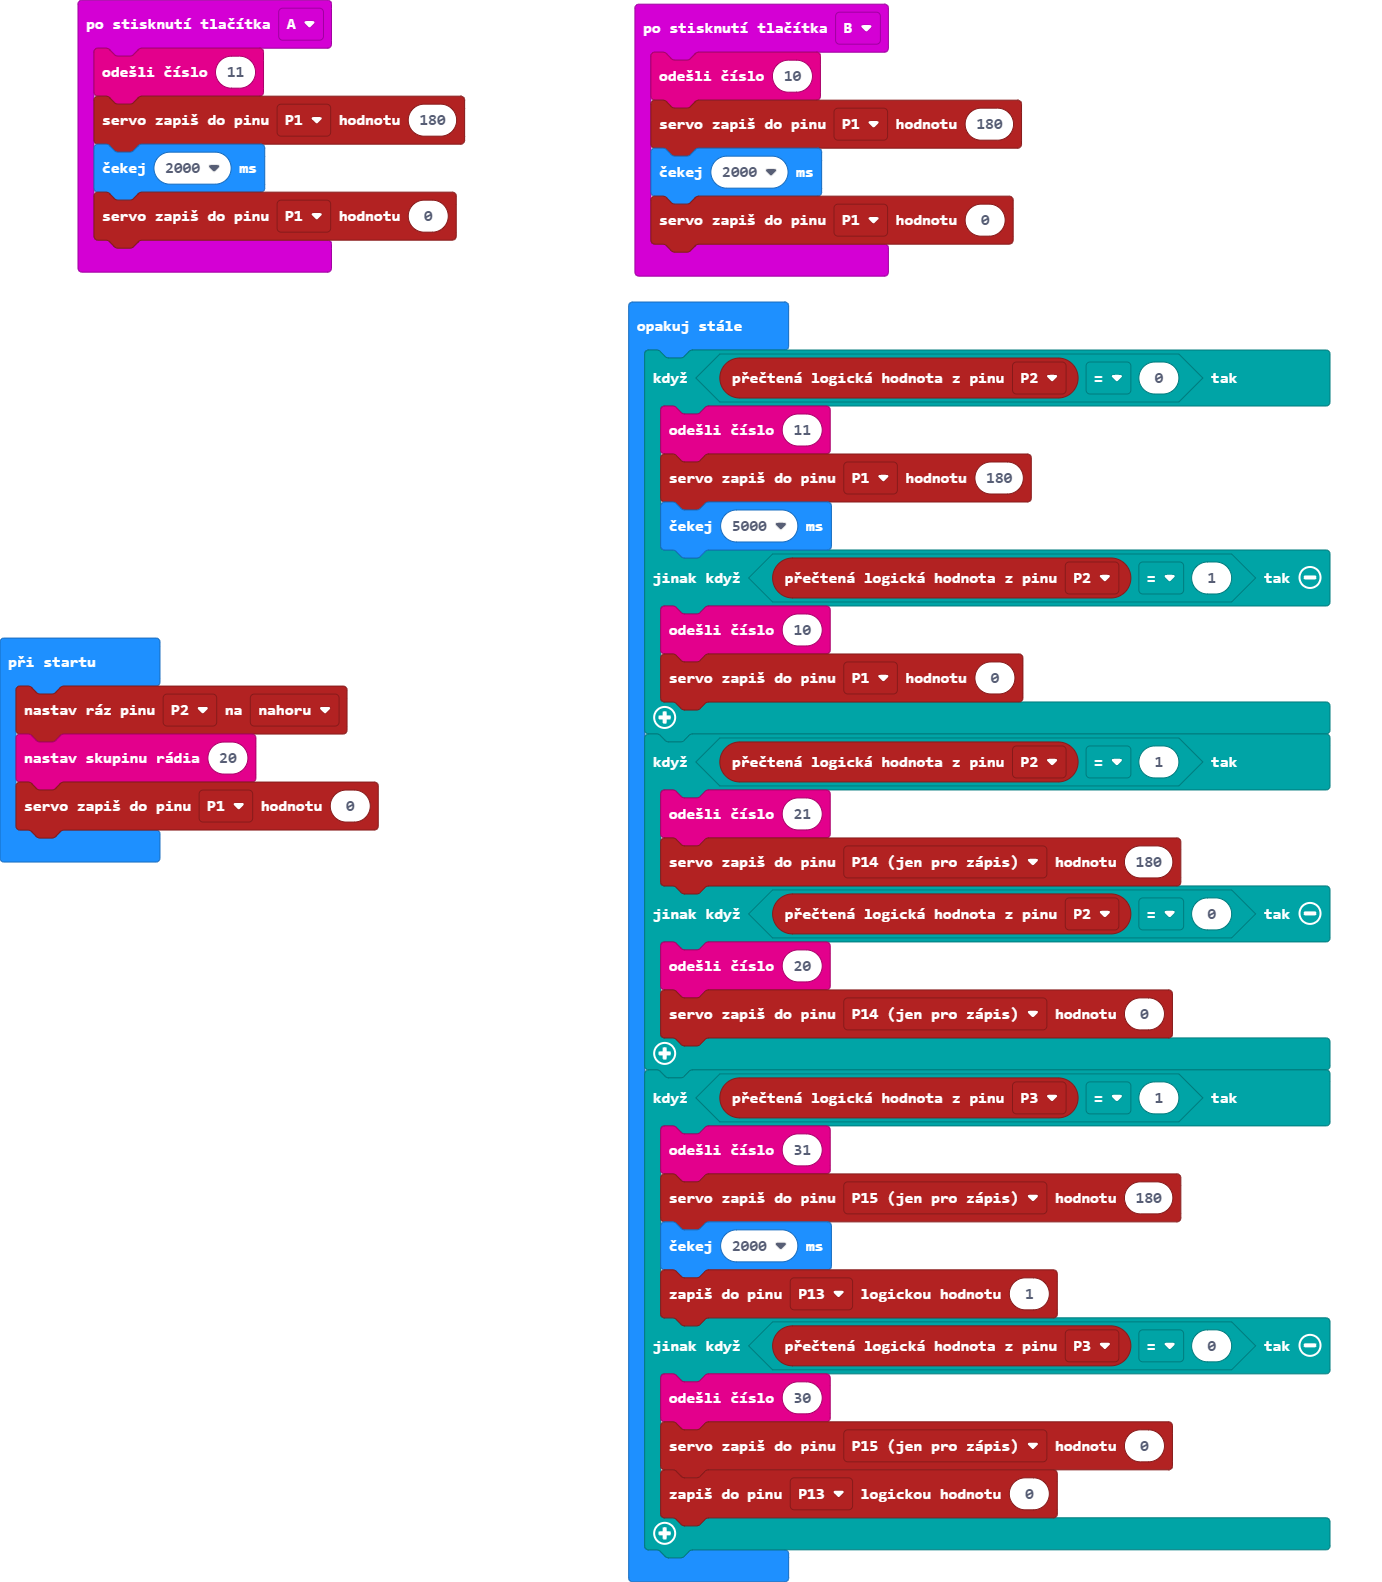 po stisknutí tlačítka A
odešli číslo 11
servo zapiš do pinu P1 hodnotu 180
čekej 2000 ms
servo zapiš do pinu P1 hodnotu 0
po stisknutí tlačítka B
odešli číslo 10
servo zapiš do pinu P1 hodnotu 180
čekej 2000 ms
servo zapiš do pinu P1 hodnotu 0
při startu
nastav ráz pinu P2 na nahoru
nastav skupinu rádia 20
servo zapiš do pinu P1 hodnotu 0
opakuj stále
když přečtená logická hodnota z pinu P2 = 0 tak
odešli číslo 11
servo zapiš do pinu P1 hodnotu 180
čekej 5000 ms
jinak když přečtená logická hodnota z pinu P2 = 1 tak
odešli číslo 10
servo zapiš do pinu P1 hodnotu 0
když přečtená logická hodnota z pinu P2 = 1 tak
odešli číslo 21
servo zapiš do pinu P14 (jen pro zápis) hodnotu 180
jinak když přečtená logická hodnota z pinu P2 = 0 tak
odešli číslo 20
servo zapiš do pinu P14 (jen pro zápis) hodnotu 0
když přečtená logická hodnota z pinu P3 = 1 tak
odešli číslo 31
servo zapiš do pinu P15 (jen pro zápis) hodnotu 180
čekej 2000 ms
zapiš do pinu P13 logickou hodnotu 1
jinak když přečtená logická hodnota z pinu P3 = 0 tak
odešli číslo 30
servo zapiš do pinu P15 (jen pro zápis) hodnotu 0
zapiš do pinu P13 logickou hodnotu 0